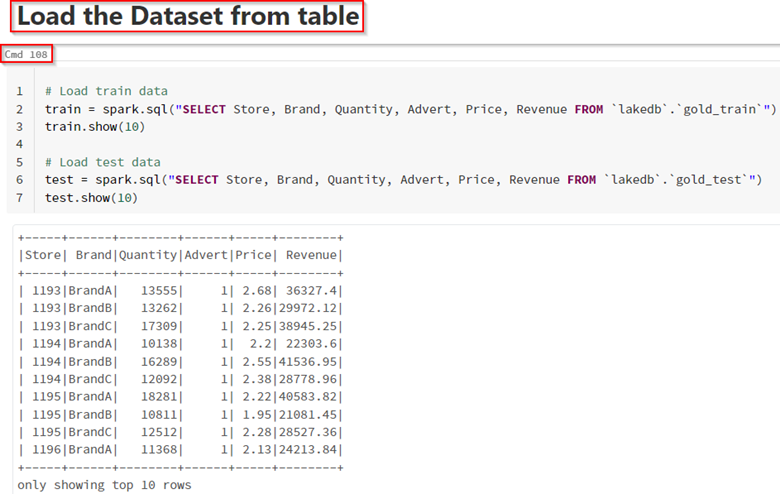 Load the Dataset from table
Cmd 108
1 # Load train data
2 train = spark.sql("SELECT Store, Brand, Quantity, Advert, Price, Revenue FROM `lakedb`.`gold_train`")
3 train.show(10)
4
5 # Load test data
6 test = spark.sql("SELECT Store, Brand, Quantity, Advert, Price, Revenue FROM `lakedb`.`gold_test`")
7 test.show(10)
+-----+------+--------+------+-----+--------+
|Store| Brand|Quantity|Advert|Price| Revenue|
+-----+------+--------+------+-----+--------+
| 1193|BrandA|   13555|     1| 2.68| 36327.4|
| 1193|BrandB|   13262|     1| 2.26|29972.12|
| 1193|BrandC|   17309|     1| 2.25|38945.25|
| 1194|BrandA|   10138|     1|  2.2| 22303.6|
| 1194|BrandB|   16289|     1| 2.55|41536.95|
| 1194|BrandC|   12092|     1| 2.38|28778.96|
| 1195|BrandA|   18281|     1| 2.22|40583.82|
| 1195|BrandB|   10811|     1| 1.95|21081.45|
| 1195|BrandC|   12512|     1| 2.28|28527.36|
| 1196|BrandA|   11368|     1| 2.13|24213.84|
+-----+------+--------+------+-----+--------+
only showing top 10 rows